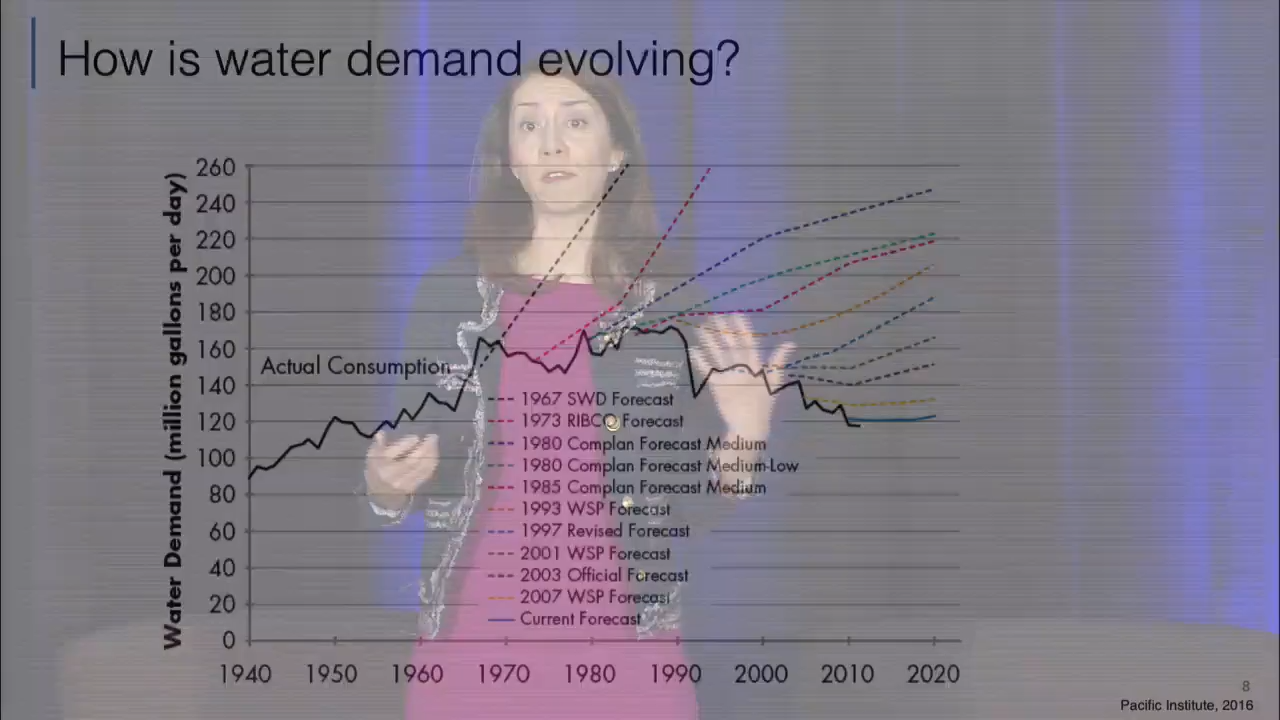 How is water demand evolving?
Water Demand (million gallons per day)
260
240
220
200
180
160
140
120
100
80
60
40
20
0
Actual Consumption
1967 SWD Forecast
1973 RIBCO Forecast
1980 Complan Forecast Medium
1980 Complan Forecast Medium-Low
1985 Complan Forecast Medium
1993 WSP Forecast
1997 Revised Forecast
2001 WSP Forecast
2003 Official Forecast
2007 WSP Forecast
Current Forecast
1940 1950 1960 1970 1980 1990 2000 2010 2020
8
Pacific Institute, 2016